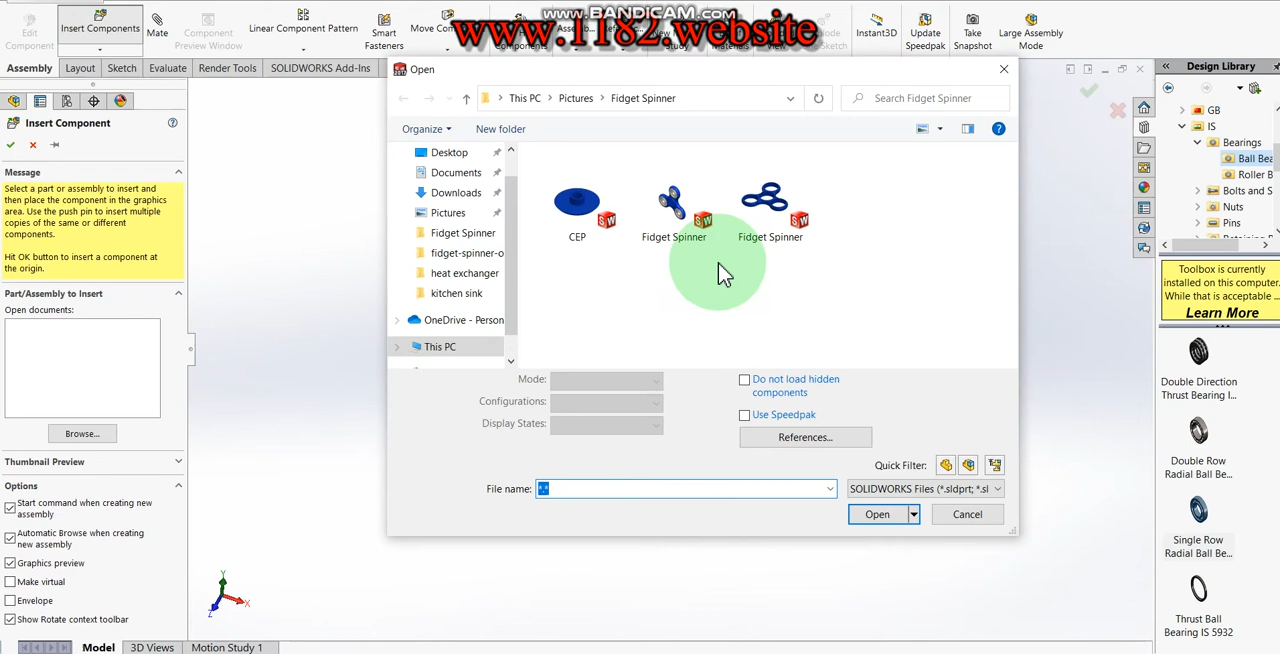 www.BANDICAM.com
www.1182.website
Edit Component
Insert Components
Mate
Component Preview Window
Linear Component Pattern
Smart Fasteners
Move Co
Components
Assemb
Instant3D
Update Speedpak
Take Snapshot
Large Assembly Mode
Assembly
Layout
Sketch
Evaluate
Render Tools
SOLIDWORKS Add-Ins
Insert Component
Message
Select a part or assembly to insert and
then place the component in the graphics
area. Use the push pin to insert multiple
copies of the same or different
components.
Hit OK button to insert a component at
the origin.
Part/Assembly to Insert
Open documents:
Browse...
Thumbnail Preview
Options
Start command when creating new
assembly
Automatic Browse when creating
new assembly
Graphics preview
Make virtual
Envelope
Show Rotate context toolbar
Open
This PC > Pictures > Fidget Spinner
Search Fidget Spinner
Organize
New folder
Desktop
Documents
Downloads
Pictures
Fidget Spinner
fidget-spinner-o
heat exchanger
kitchen sink
OneDrive - Person
This PC
CEP
Fidget Spinner
Fidget Spinner
Mode:
Configurations:
Display States:
Do not load hidden
components
Use Speedpak
References...
Quick Filter:
File name:
*.*
SOLIDWORKS Files (*.sldprt; *.sl
Open
Cancel
Design Library
GB
IS
Bearings
Ball Bea
Roller B
Bolts and S
Nuts
Pins
Toolbox is currently
installed on this computer.
While that is acceptable ...
Learn More
Double Direction
Thrust Bearing I...
Double Row
Radial Ball Be...
Single Row
Radial Ball Be...
Thrust Ball
Bearing IS 5932
Y
X
Z
Model
3D Views
Motion Study 1